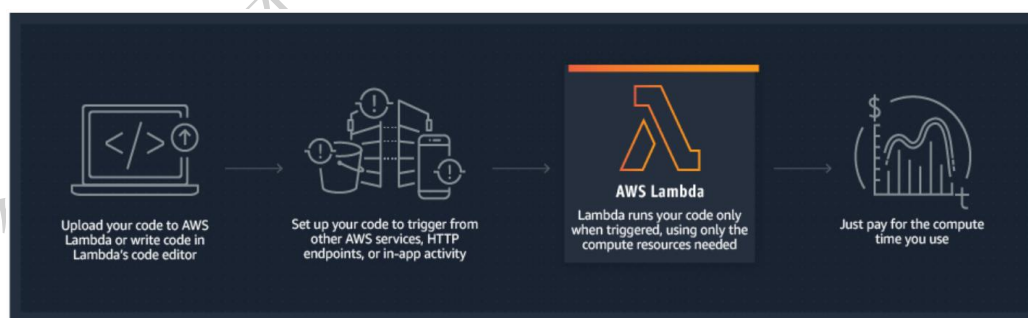 Upload your code to AWS
Lambda or write code in
Lambda's code editor
Set up your code to trigger from
other AWS services, HTTP
endpoints, or in-app activity
AWS Lambda
Lambda runs your code only
when triggered, using only the
compute resources needed
$
t
Just pay for the compute
time you use